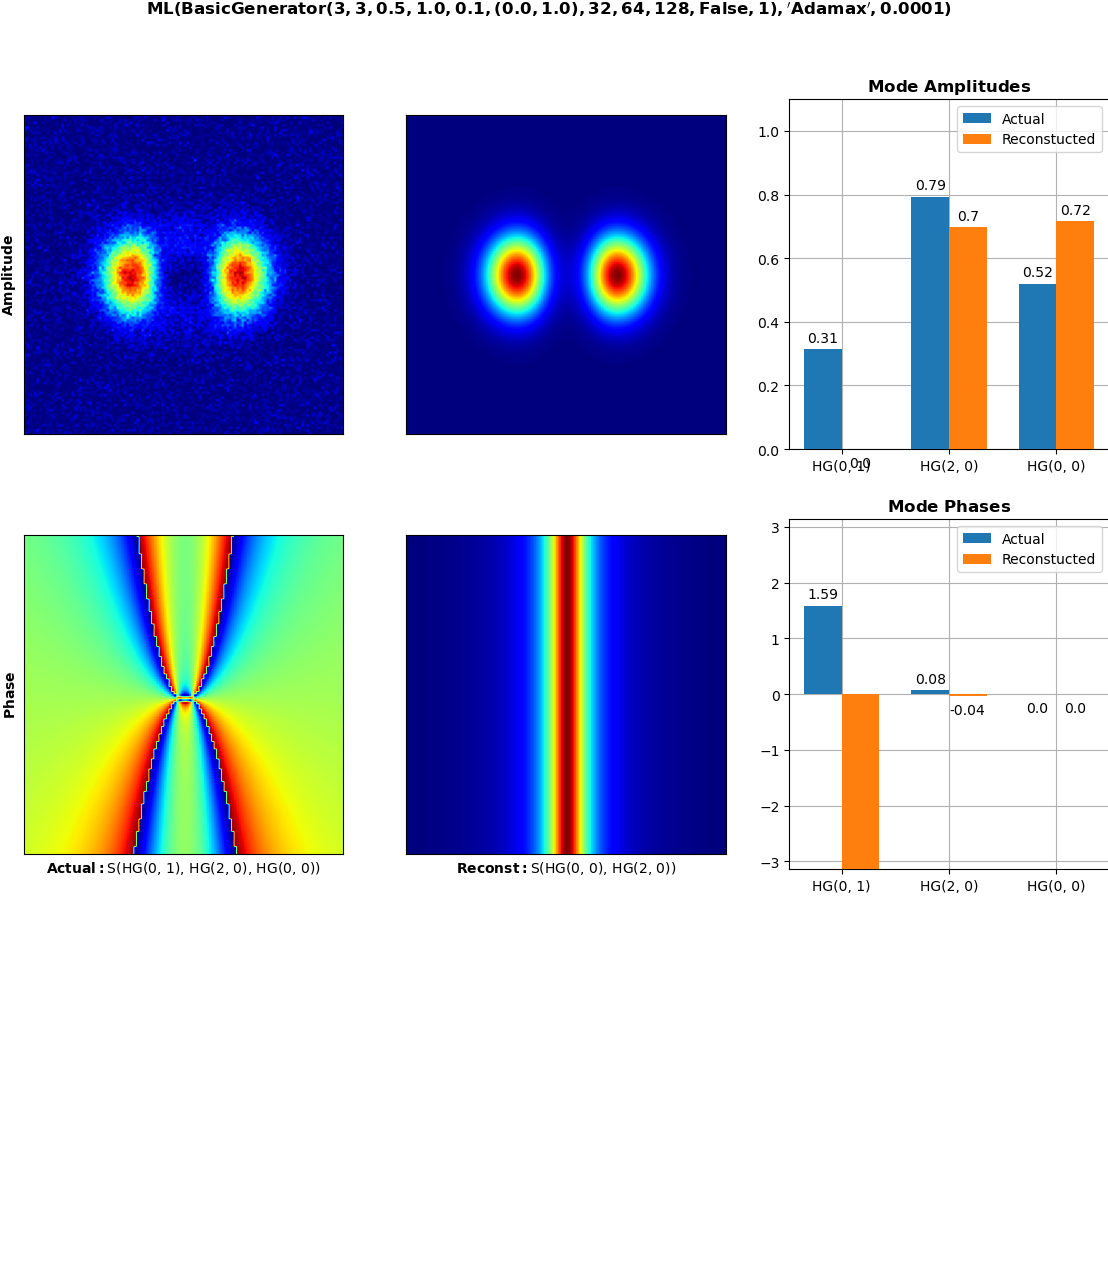 ML(BasicGenerator(3, 3, 0.5, 1.0, 0.1, (0.0, 1.0), 32, 64, 128, False, 1), 'Adamax', 0.0001)
Amplitude
Mode Amplitudes
Actual
Reconstucted
1.0
0.8
0.6
0.4
0.2
0.0
0.31
0.0
0.79
0.7
0.52
0.72
HG(0, 1)
HG(2, 0)
HG(0, 0)
Phase
Actual: S(HG(0, 1), HG(2, 0), HG(0, 0))
Reconst: S(HG(0, 0), HG(2, 0))
Mode Phases
Actual
Reconstucted
3
2
1
0
−1
−2
−3
1.59
0.08
-0.04
0.0
0.0
HG(0, 1)
HG(2, 0)
HG(0, 0)